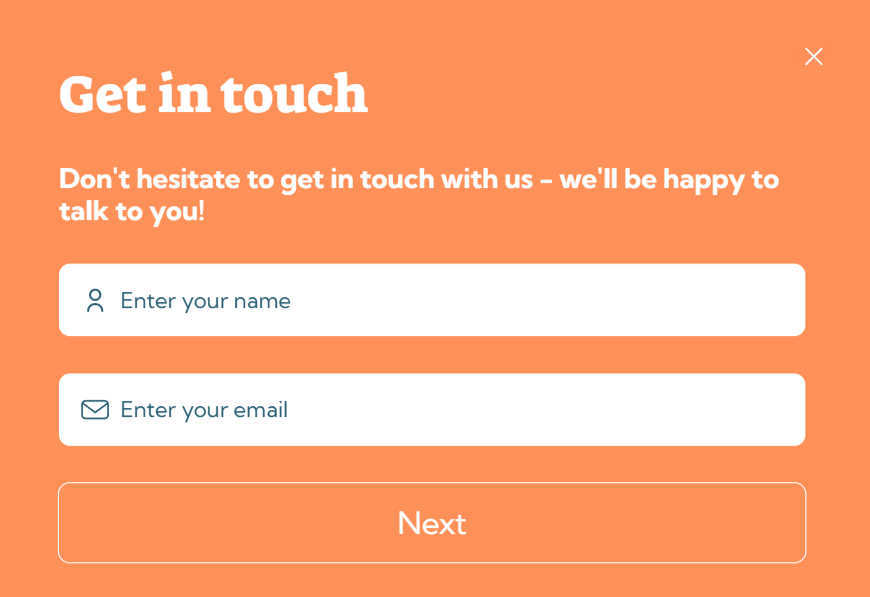 Get in touch
Don't hesitate to get in touch with us - we'll be happy to
talk to you!
Enter your name
Enter your email
Next